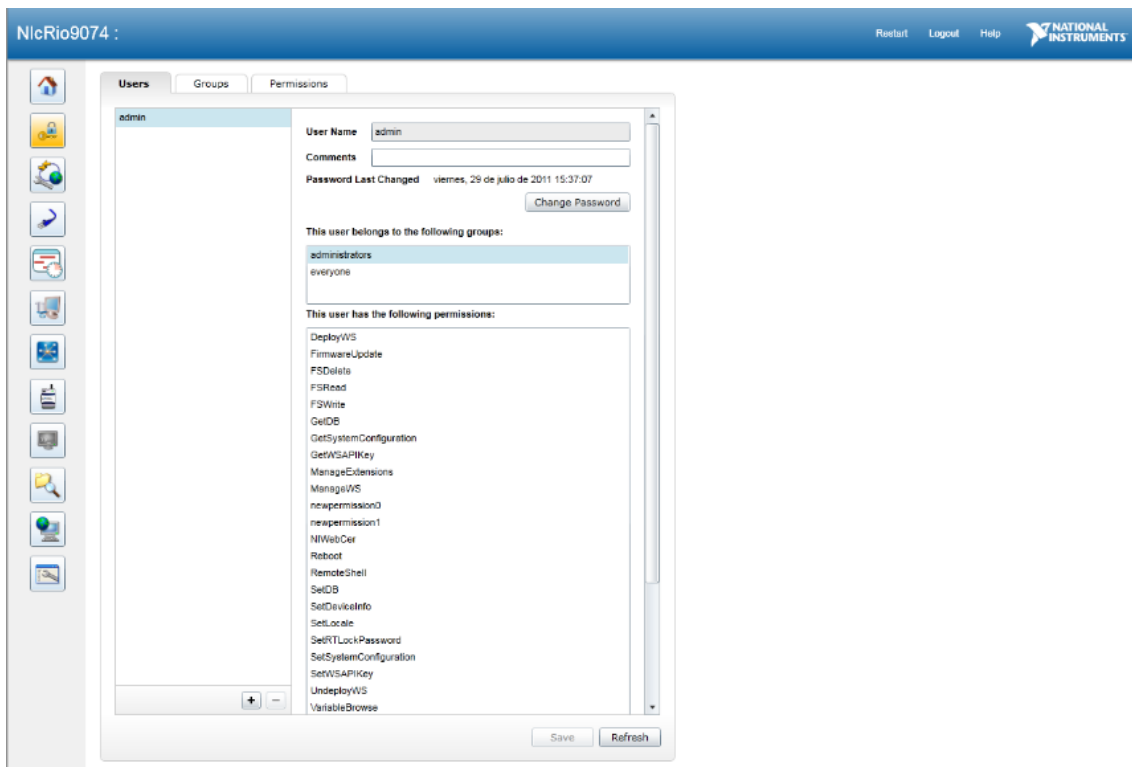 NIcRio9074 :
Restart Logout Help
NATIONAL INSTRUMENTS
Users Groups Permissions
admin
User Name admin
Comments
Password Last Changed viernes, 29 de julio de 2011 15:37:07
Change Password
This user belongs to the following groups:
administrators
everyone
This user has the following permissions:
DeployWS
FirmwareUpdate
FSDelete
FSRead
FSWrite
GetDB
GetSystemConfiguration
GetWSAPIKey
ManageExtensions
ManageWS
newpermission0
newpermission1
NIWebCer
Reboot
RemoteShell
SetDB
SetDeviceInfo
SetLocale
SetRTLockPassword
SetSystemConfiguration
SetWSAPIKey
UndeployWS
VariableBrowse
Save Refresh